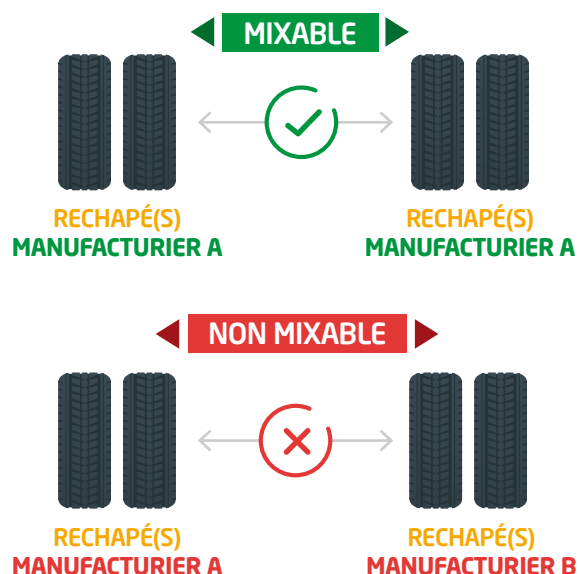 MIXABLE
RECHAPÉ(S)
MANUFACTURIER A
RECHAPÉ(S)
MANUFACTURIER A
NON MIXABLE
RECHAPÉ(S)
MANUFACTURIER A
RECHAPÉ(S)
MANUFACTURIER B